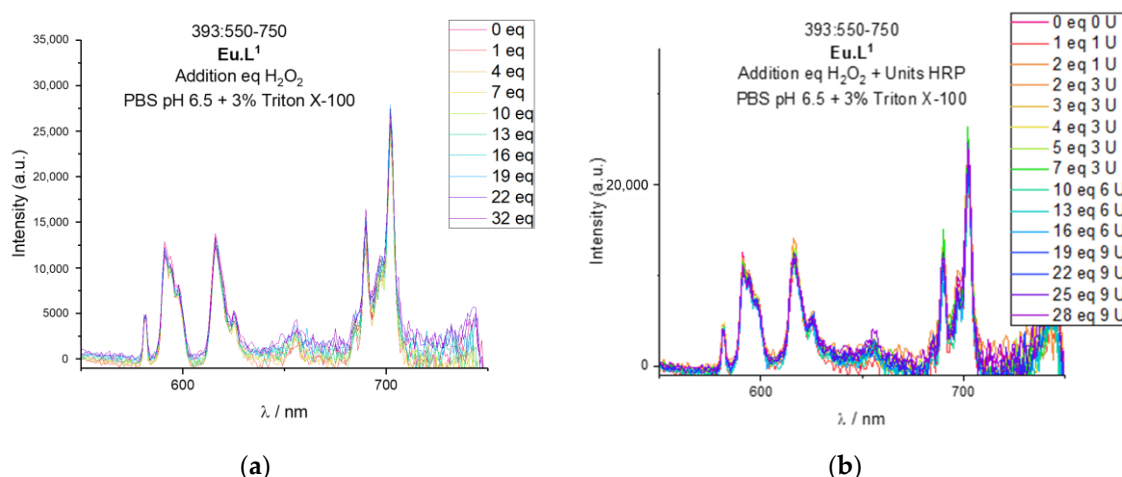 393:550-750
Eu.L¹
Addition eq H₂O₂
PBS pH 6.5 + 3% Triton X-100
0 eq
1 eq
4 eq
7 eq
10 eq
13 eq
16 eq
19 eq
22 eq
32 eq
35,000
30,000
25,000
20,000
15,000
10,000
5000
0
Intensity (a.u.)
600
700
λ / nm
(a)
393:550-750
Eu.L¹
Addition eq H₂O₂ + Units HRP
PBS pH 6.5 + 3% Triton X-100
0 eq 0 U
1 eq 1 U
2 eq 1 U
2 eq 3 U
3 eq 3 U
4 eq 3 U
5 eq 3 U
7 eq 3 U
10 eq 6 U
13 eq 6 U
16 eq 6 U
19 eq 9 U
22 eq 9 U
25 eq 9 U
28 eq 9 U
20,000
0
Intensity (a.u.)
600
700
λ / nm
(b)